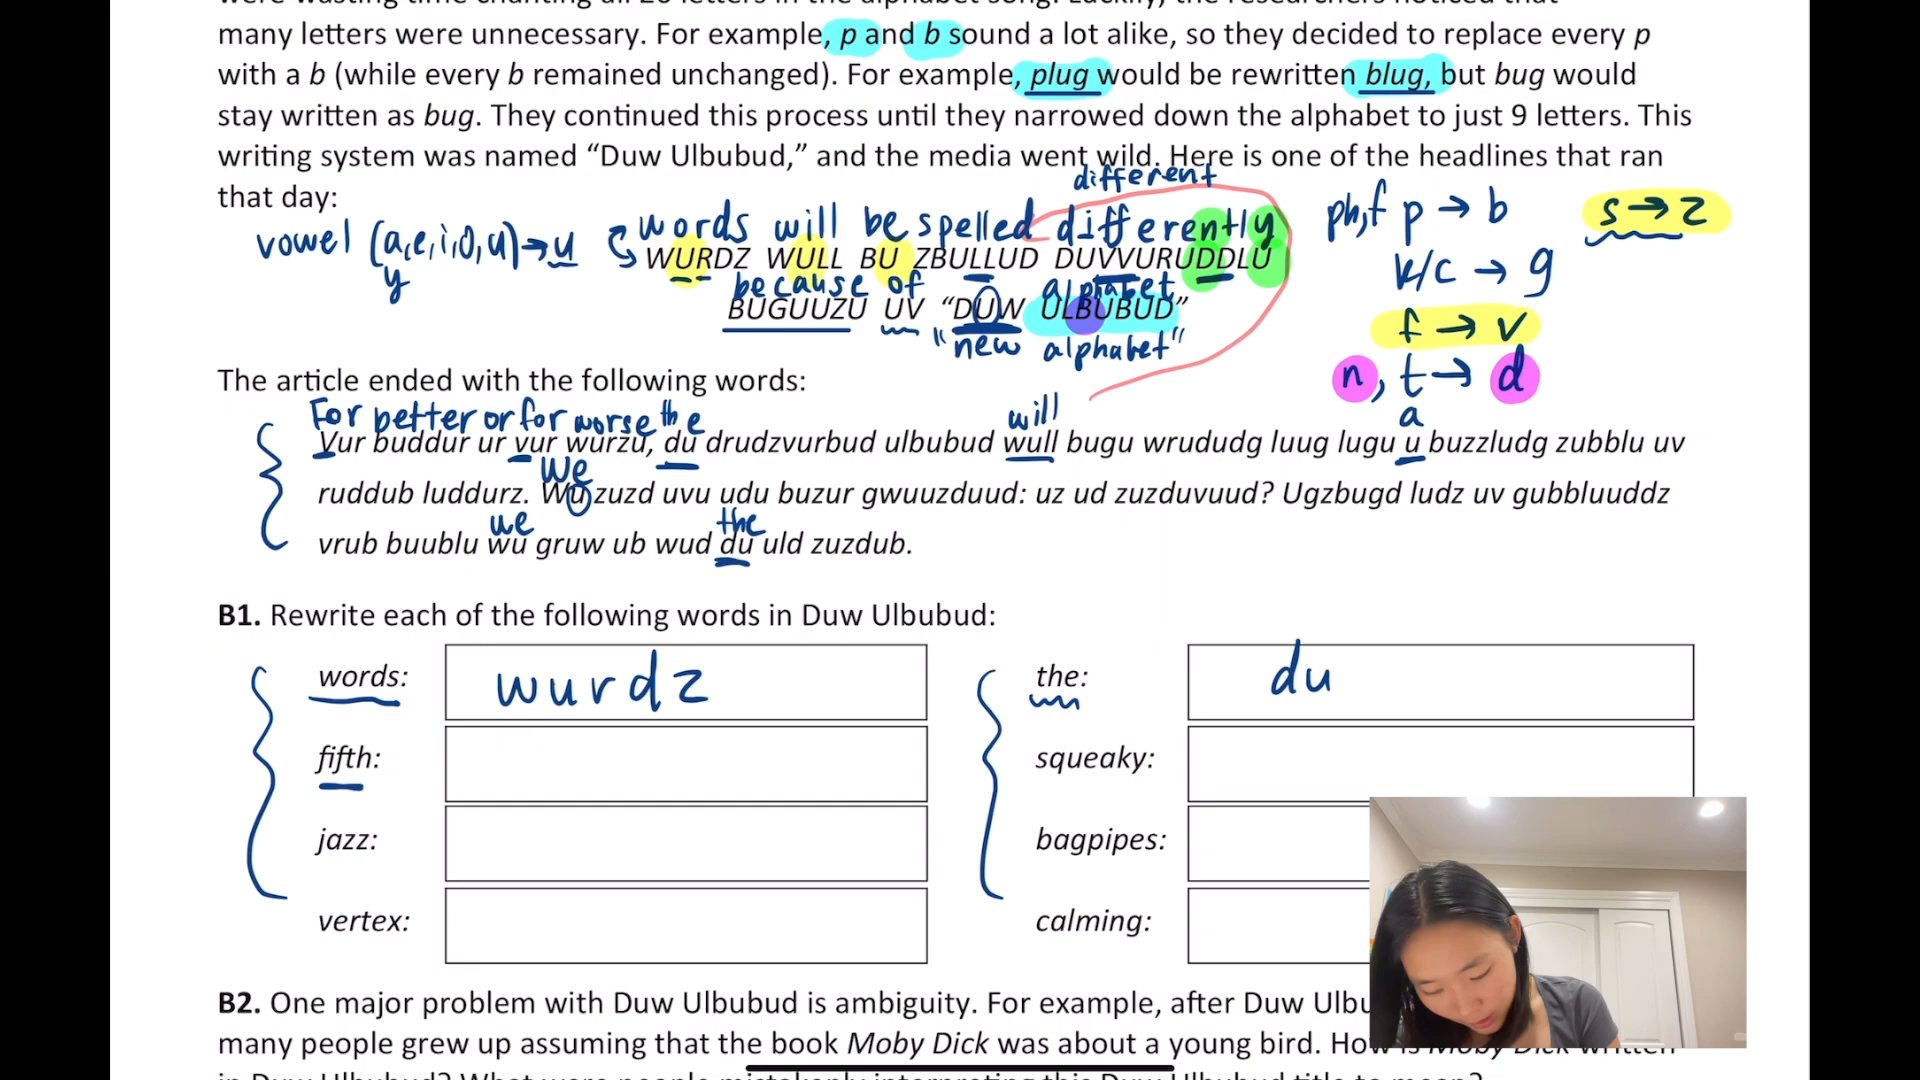 many letters were unnecessary. For example, p and b sound a lot alike, so they decided to replace every p
with a b (while every b remained unchanged). For example, plug would be rewritten blug, but bug would
stay written as bug. They continued this process until they narrowed down the alphabet to just 9 letters. This
writing system was named “Duw Ulbubud,” and the media went wild. Here is one of the headlines that ran
that day:
different
vowel (a,e,i,o,u)→u
y
words will be spelled differently
WURDZ WULL BU ZBULLUD DUVVURUDDLU
because of alphabet
BUGUUZU UV “DUW ULBUBUD”
"new alphabet"
ph,f p → b
s→z
k/c → g
f → v
n, t → d
The article ended with the following words:
For better or for worse the will a
Vur buddur ur vur wurzu, du drudzvurbud ulbubud wull bugu wrududg luug lugu u buzzludg zubblu uv
We
ruddub luddurz. Wu zuzd uvu udu buzur gwuuzduud: uz ud zuzduvuud? Ugzbugd ludz uv gubbluuddz
we the
vrub buublu wu gruw ub wud du uld zuzdub.
B1. Rewrite each of the following words in Duw Ulbubud:
words: wurdz the: du
fifth: squeaky:
jazz: bagpipes:
vertex: calming:
B2. One major problem with Duw Ulbubud is ambiguity. For example, after Duw Ulbu
many people grew up assuming that the book Moby Dick was about a young bird. How is Moby Dick written